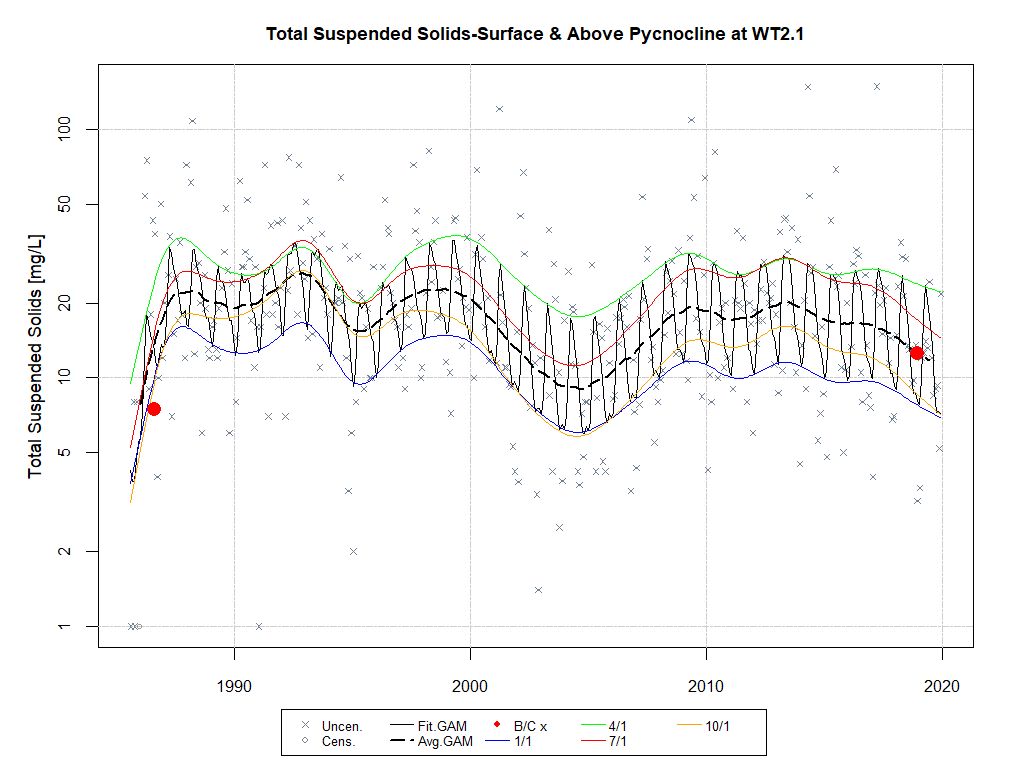 Total Suspended Solids-Surface & Above Pycnocline at WT2.1
Total Suspended Solids [mg/L]
100
50
20
10
5
2
1
1990 2000 2010 2020
Uncen. Fit.GAM B/C x 4/1 10/1
Cens. Avg.GAM 1/1 7/1